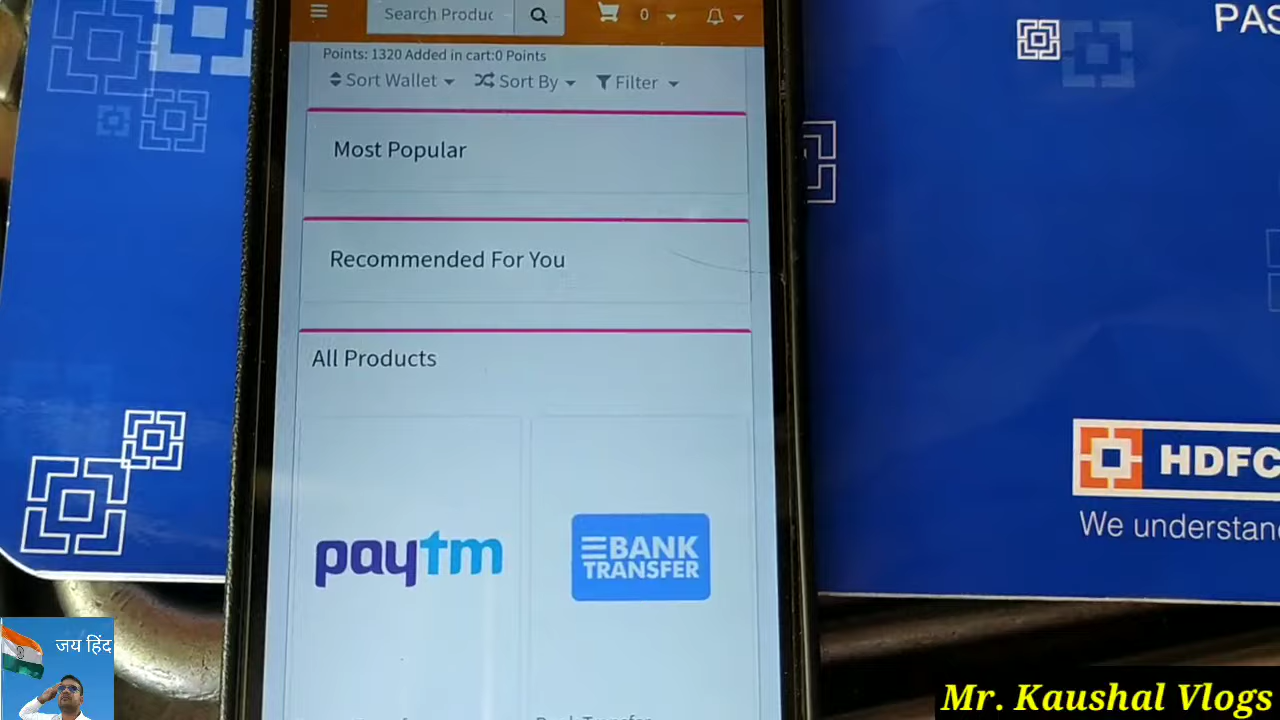 PAS
Search Produc
0
Points: 1320 Added in cart:0 Points
Sort Wallet
Sort By
Filter
Most Popular
Recommended For You
All Products
paytm
BANK TRANSFER
HDFC
We understan
जय हिंद
Mr. Kaushal Vlogs